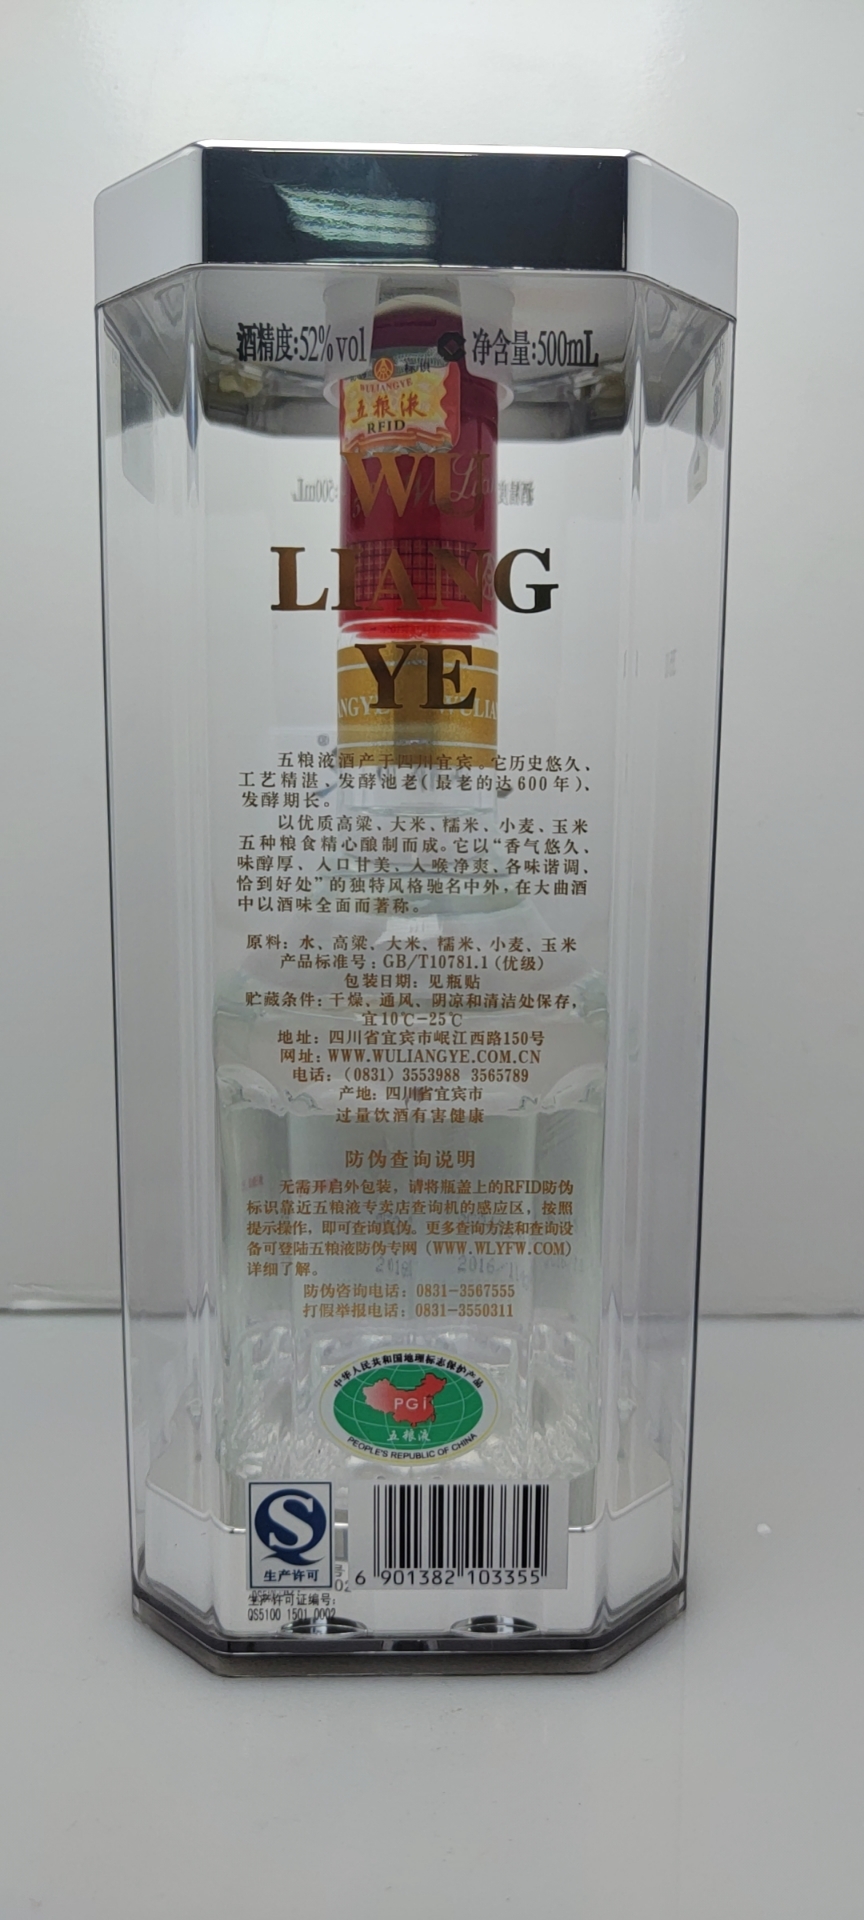 酒精度:52%vol 净含量:500mL
WULIANGYE
五粮液
RFID
WU
LIANG
YE
五粮液酒产于四川宜宾。它历史悠久、
工艺精湛、发酵池老(最老的达600年)、
发酵期长。
以优质高粱、大米、糯米、小麦、玉米
五种粮食精心酿制而成。它以“香气悠久、
味醇厚、入口甘美、入喉净爽、各味谐调、
恰到好处”的独特风格驰名中外,在大曲酒
中以酒味全面而著称。
原料: 水、高粱、大米、糯米、小麦、玉米
产品标准号: GB/T10781.1 (优级)
包装日期: 见瓶贴
贮藏条件: 干燥、通风、阴凉和清洁处保存,
宜10℃-25℃
地址: 四川省宜宾市岷江西路150号
网址: WWW.WULIANGYE.COM.CN
电话: (0831) 3553988 3565789
产地: 四川省宜宾市
过量饮酒有害健康
防伪查询说明
无需开启外包装, 请将瓶盖上的RFID防伪
标识靠近五粮液专卖店查询机的感应区, 按照
提示操作, 即可查询真伪。更多查询方法和查询设
备可登陆五粮液防伪专网 (WWW.WLYFW.COM)
详细了解。
防伪咨询电话: 0831-3567555
打假举报电话: 0831-3550311
中华人民共和国地理标志保护产品
PGI
五粮液
PEOPLE'S REPUBLIC OF CHINA
生产许可
6 901382 103355
生产许可证编号:
QS5100 1501 0002